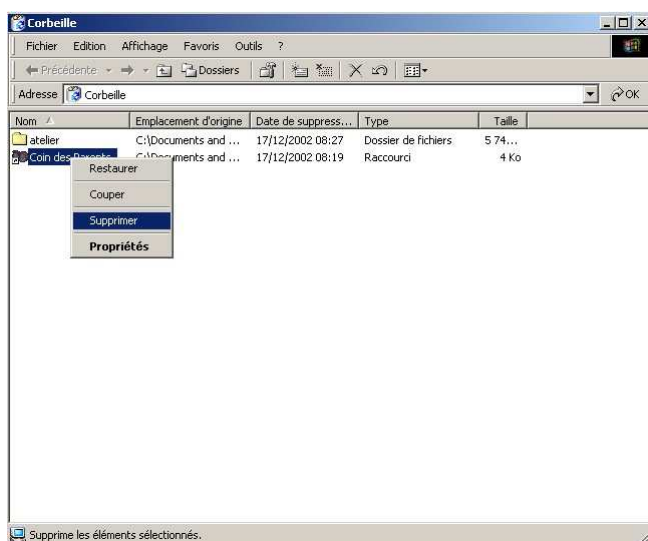 Corbeille
Fichier Edition Affichage Favoris Outils ?
Précédente Dossiers
Adresse Corbeille OK
Nom Emplacement d'origine Date de suppress... Type Taille
atelier C:\Documents and ... 17/12/2002 08:27 Dossier de fichiers 5 74...
Coin des Parents C:\Documents and ... 17/12/2002 08:19 Raccourci 4 Ko
Restaurer
Couper
Supprimer
Propriétés
Supprime les éléments sélectionnés.